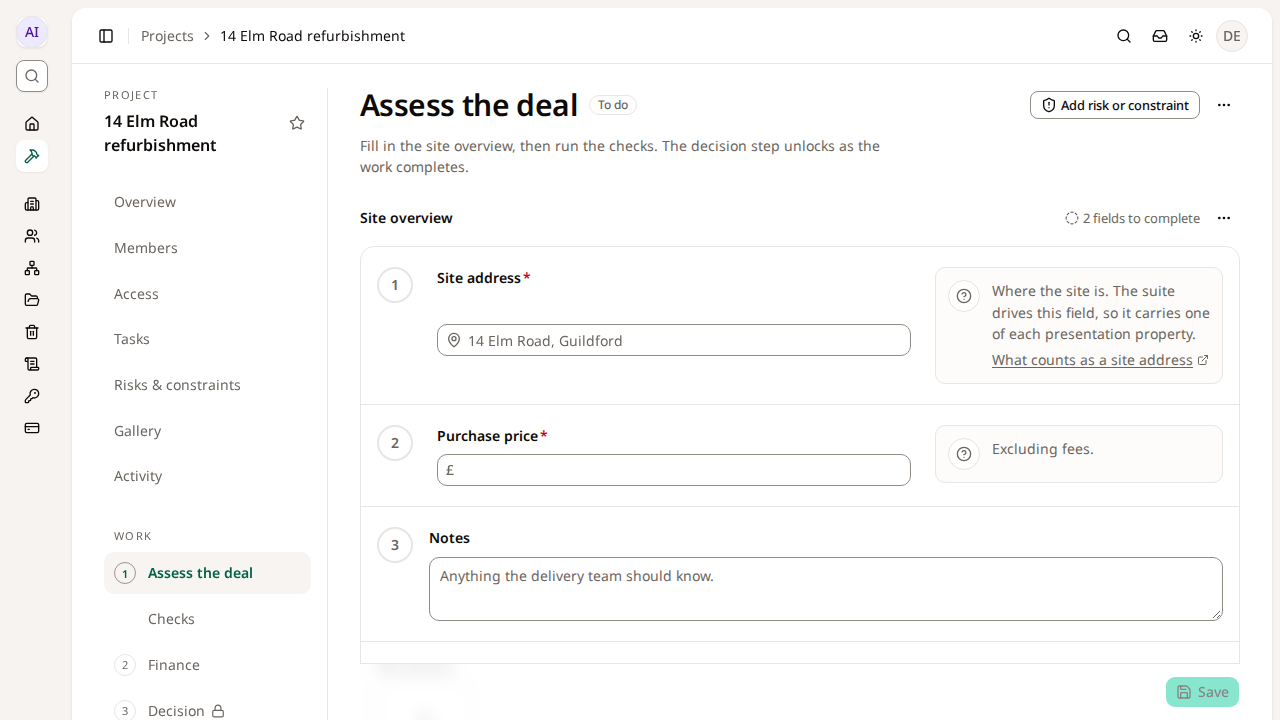 AI
Projects
14 Elm Road refurbishment
DE
PROJECT
14 Elm Road
refurbishment
Overview
Members
Access
Tasks
Risks & constraints
Gallery
Activity
WORK
1 Assess the deal
Checks
2 Finance
3 Decision
Assess the deal
To do
Add risk or constraint
Fill in the site overview, then run the checks. The decision step unlocks as the
work completes.
Site overview
2 fields to complete
1
Site address*
14 Elm Road, Guildford
Where the site is. The suite
drives this field, so it carries one
of each presentation property.
What counts as a site address
2
Purchase price*
£
Excluding fees.
3
Notes
Anything the delivery team should know.
Save